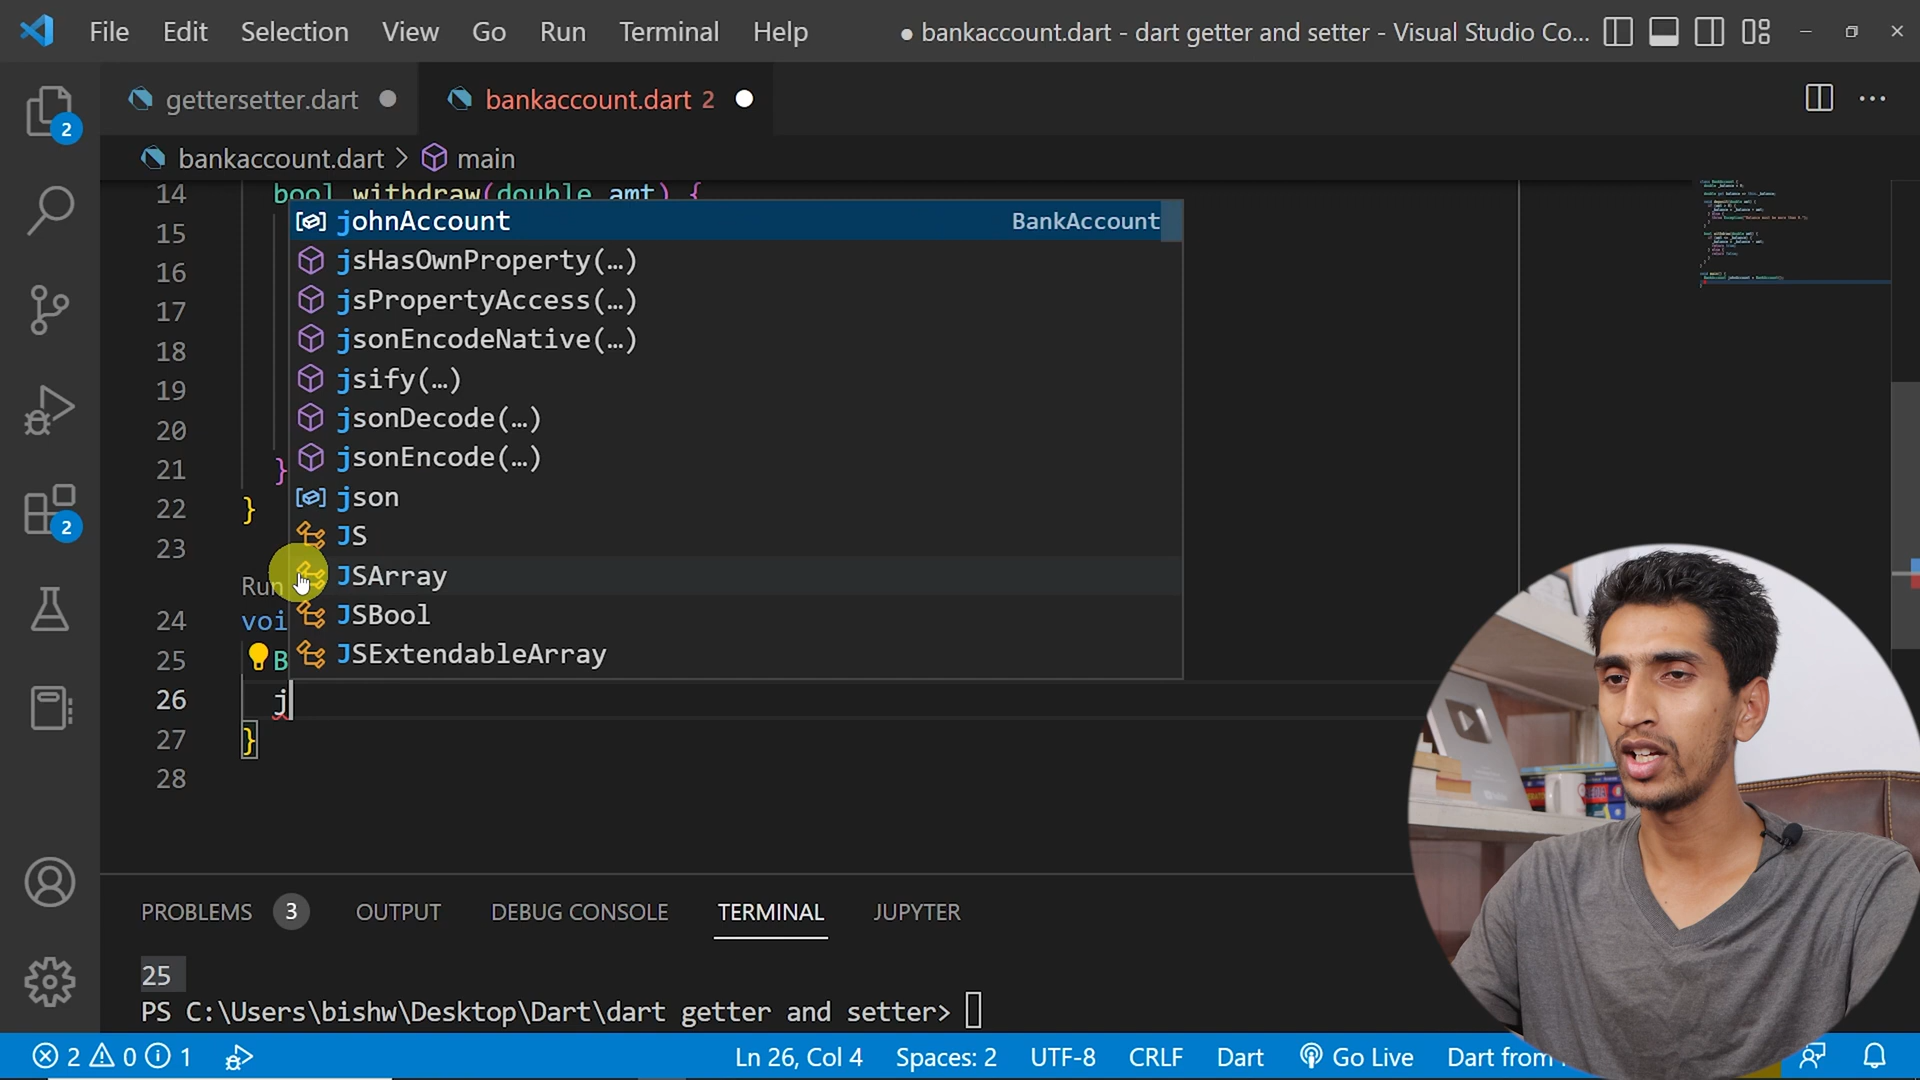 File Edit Selection View Go Run Terminal Help ● bankaccount.dart - dart getter and setter - Visual Studio Co...
gettersetter.dart ● bankaccount.dart 2 ●
bankaccount.dart > main
14 bool withdraw(double amt) {
15 johnAccount BankAccount
16 jsHasOwnProperty(…)
17 jsPropertyAccess(…)
18 jsonEncodeNative(…)
19 jsify(…)
20 jsonDecode(…)
21 } jsonEncode(…)
22 } json
23 JS
Run JSArray
24 voi JSBool
25 B JSExtendableArray
26 j
27 }
28
2
2
PROBLEMS 3 OUTPUT DEBUG CONSOLE TERMINAL JUPYTER
25
PS C:\Users\bishw\Desktop\Dart\dart getter and setter>
2 0 1 Ln 26, Col 4 Spaces: 2 UTF-8 CRLF Dart Go Live Dart from